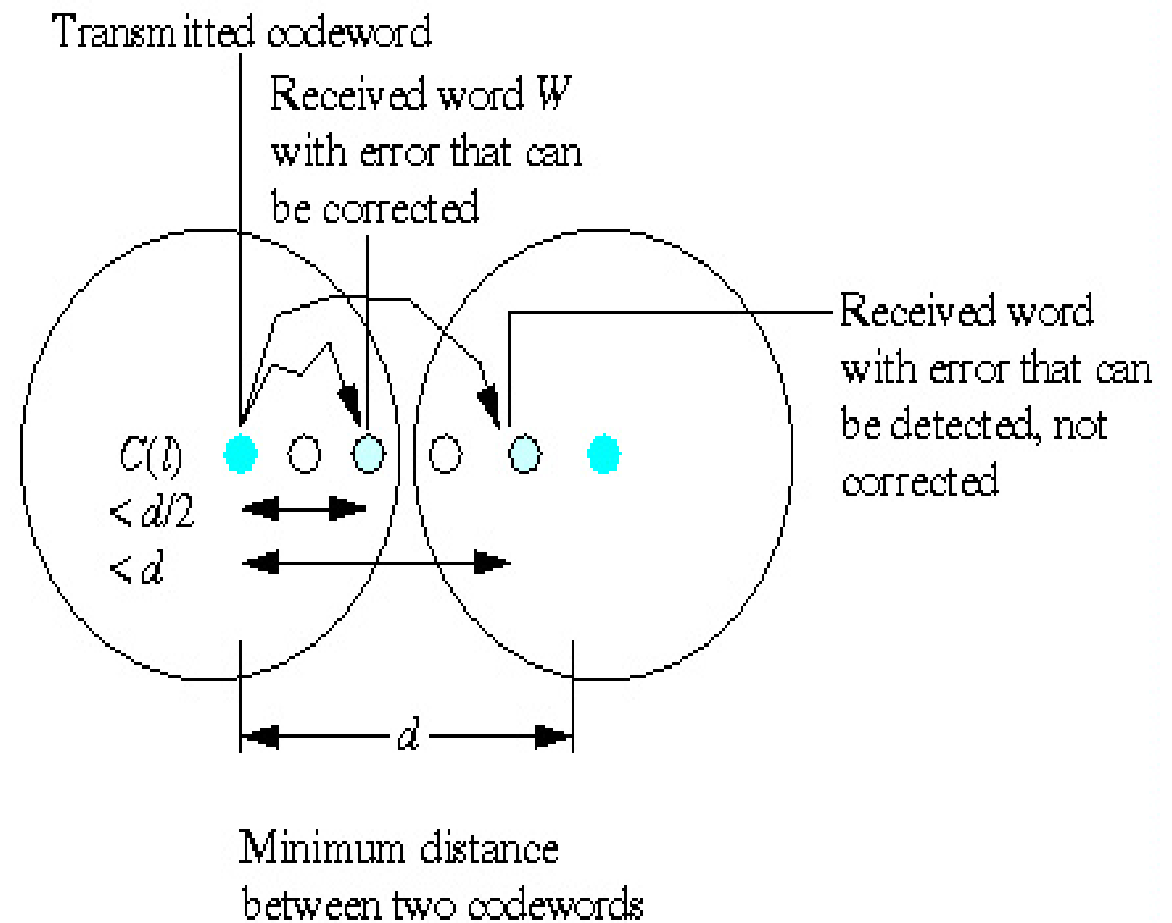 Transmitted codeword
Received word W
with error that can
be corrected
Received word
with error that can
be detected, not
corrected
C(l)
< d/2
< d
d
Minimum distance
between two codewords